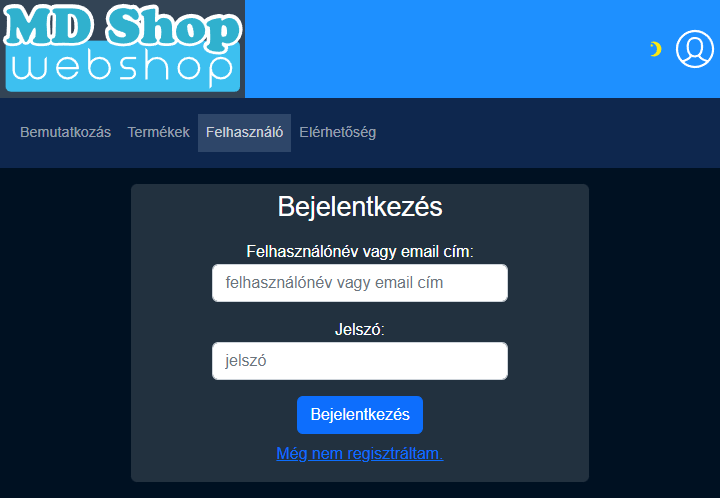 MD Shop
webshop
Bemutatkozás Termékek Felhasználó Elérhetőség
Bejelentkezés
Felhasználónév vagy email cím:
felhasználónév vagy email cím
Jelszó:
jelszó
Bejelentkezés
Még nem regisztráltam.